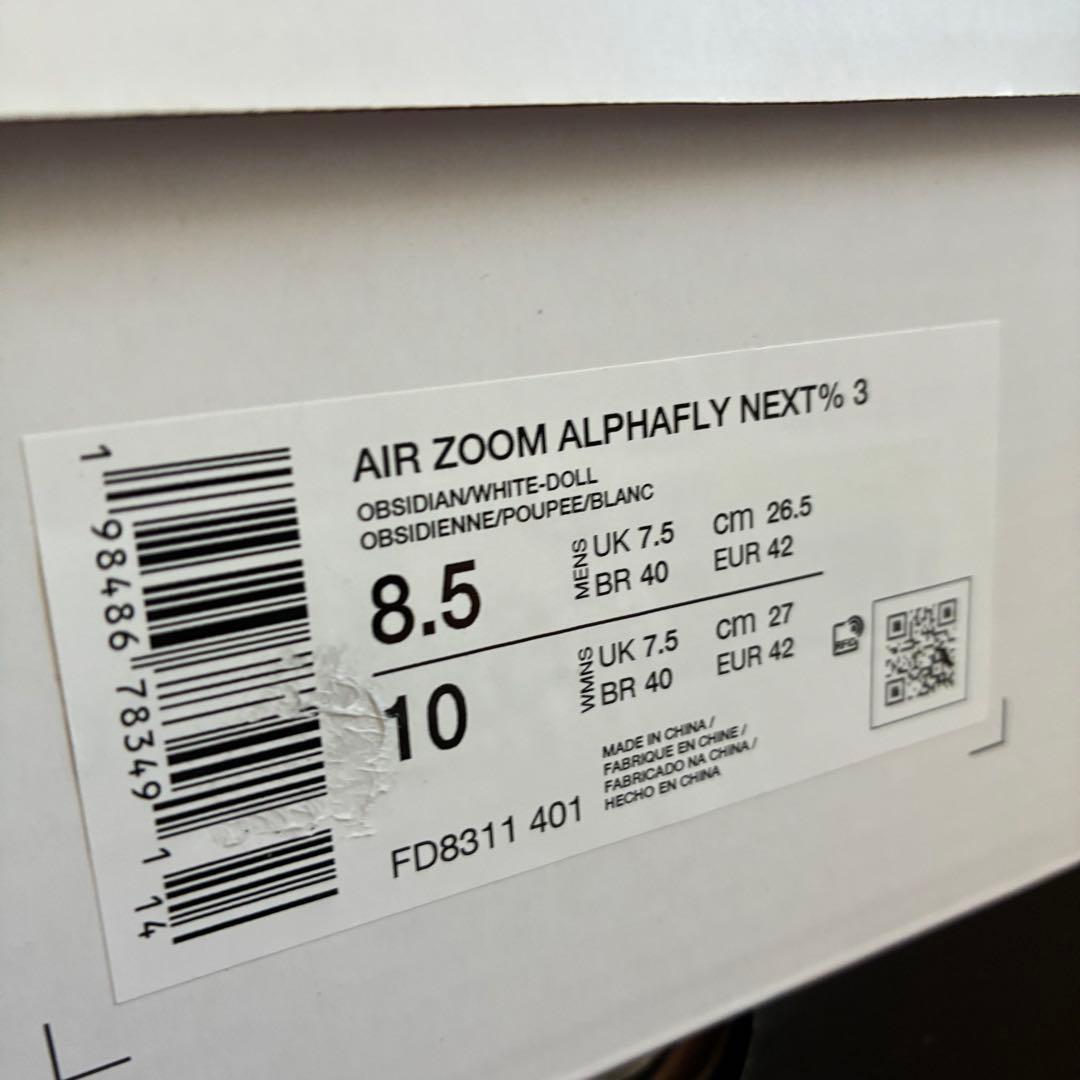 AIR ZOOM ALPHAFLY NEXT% 3
OBSIDIAN/WHITE-DOLL
OBSIDIENNE/POUPEE/BLANC
8.5
MENS
UK 7.5
cm 26.5
BR 40
EUR 42
10
WMNS
UK 7.5
cm 27
BR 40
EUR 42
RFID
MADE IN CHINA /
FABRIQUE EN CHINE /
FABRICADO NA CHINA /
HECHO EN CHINA
FD8311 401
1 98486 78349 1 14